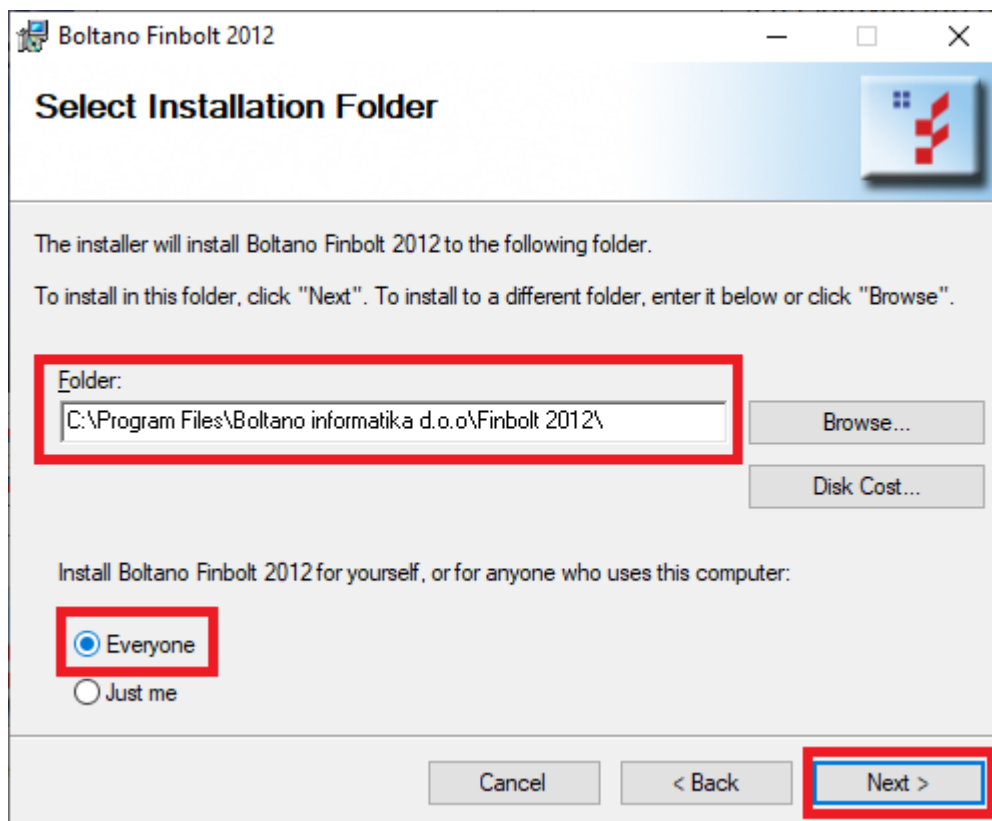 Boltano Finbolt 2012
Select Installation Folder
The installer will install Boltano Finbolt 2012 to the following folder.
To install in this folder, click "Next". To install to a different folder, enter it below or click "Browse".
Folder:
C:\Program Files\Boltano informatika d.o.o\Finbolt 2012\
Browse...
Disk Cost...
Install Boltano Finbolt 2012 for yourself, or for anyone who uses this computer:
Everyone
Just me
Cancel
< Back
Next >